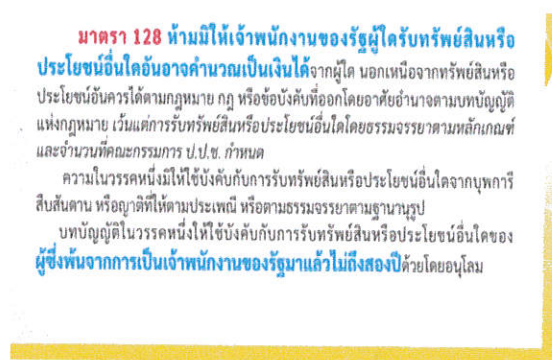 มาตรา 128 ห้ามมิให้เจ้าพนักงานของรัฐผู้ใดรับทรัพย์สินหรือ
ประโยชน์อื่นใดอันอาจคำนวณเป็นเงินได้จากผู้ใด นอกเหนือจากทรัพย์สินหรือ
ประโยชน์อันควรได้ตามกฎหมาย กฎ หรือข้อบังคับที่ออกโดยอาศัยอำนาจตามบทบัญญัติ
แห่งกฎหมาย เว้นแต่การรับทรัพย์สินหรือประโยชน์อื่นใดโดยธรรมจรรยาตามหลักเกณฑ์
และจำนวนที่คณะกรรมการ ป.ป.ช. กำหนด
ความในวรรคหนึ่งมิให้ใช้บังคับกับการรับทรัพย์สินหรือประโยชน์อื่นใดจากบุพการี
สืบสันดาน หรือญาติที่ให้ตามประเพณี หรือตามธรรมจรรยาตามฐานานุรูป
บทบัญญัติในวรรคหนึ่งให้ใช้บังคับกับการรับทรัพย์สินหรือประโยชน์อื่นใดของ
ผู้ซึ่งพ้นจากการเป็นเจ้าพนักงานของรัฐมาแล้วไม่ถึงสองปีด้วยโดยอนุโลม